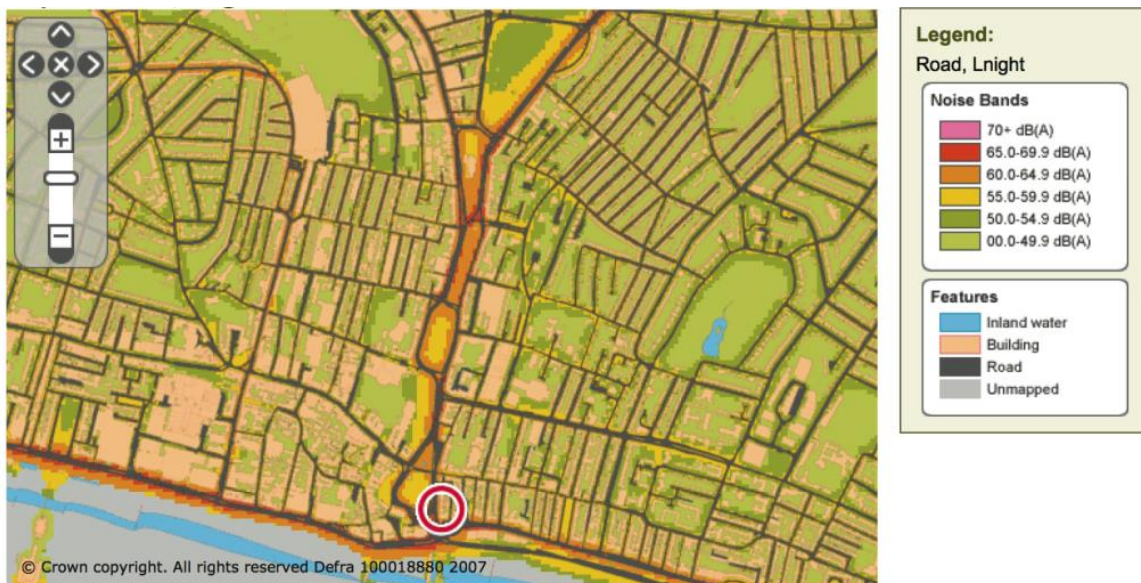 © Crown copyright. All rights reserved Defra 100018880 2007
Legend:
Road, Lnight
Noise Bands
70+ dB(A)
65.0-69.9 dB(A)
60.0-64.9 dB(A)
55.0-59.9 dB(A)
50.0-54.9 dB(A)
00.0-49.9 dB(A)
Features
Inland water
Building
Road
Unmapped